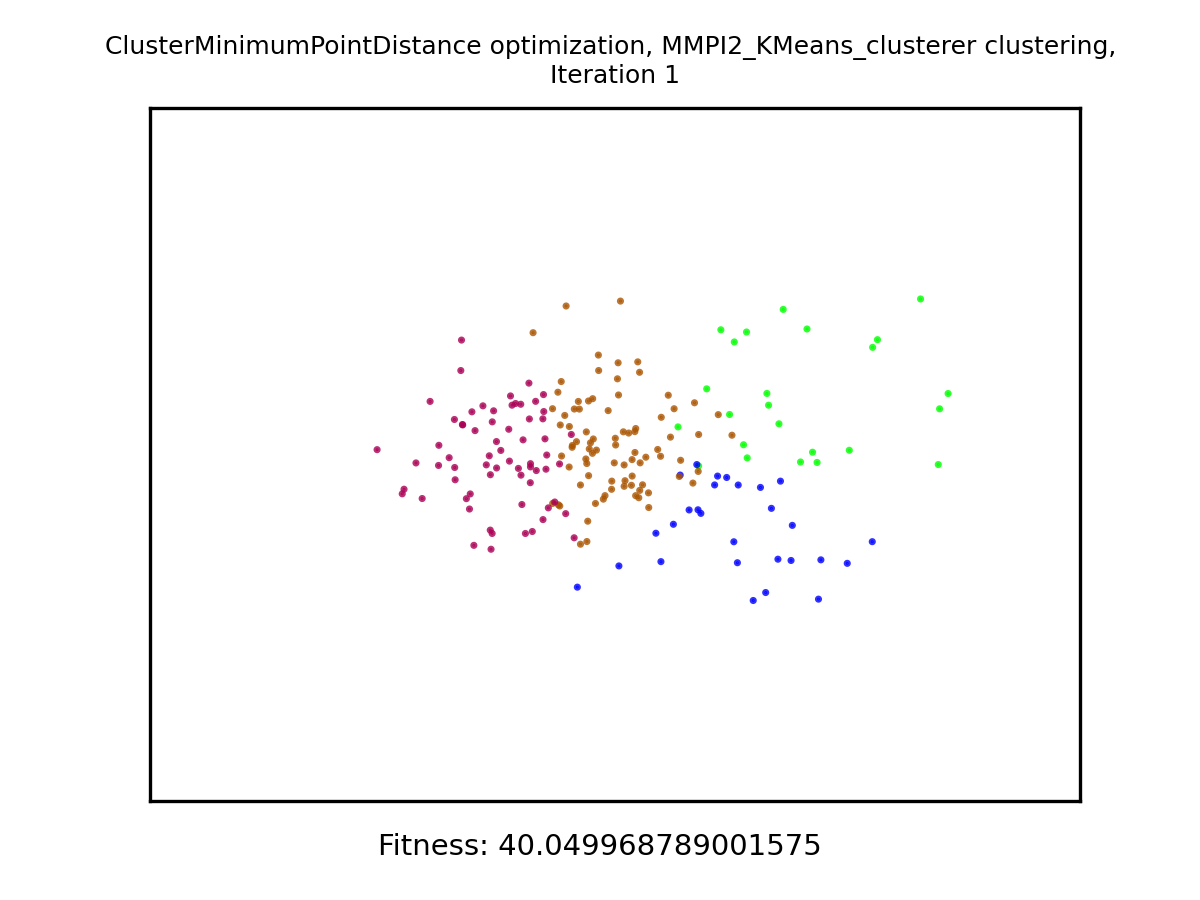 ClusterMinimumPointDistance optimization, MMPI2_KMeans_clusterer clustering,
Iteration 1
Fitness: 40.049968789001575